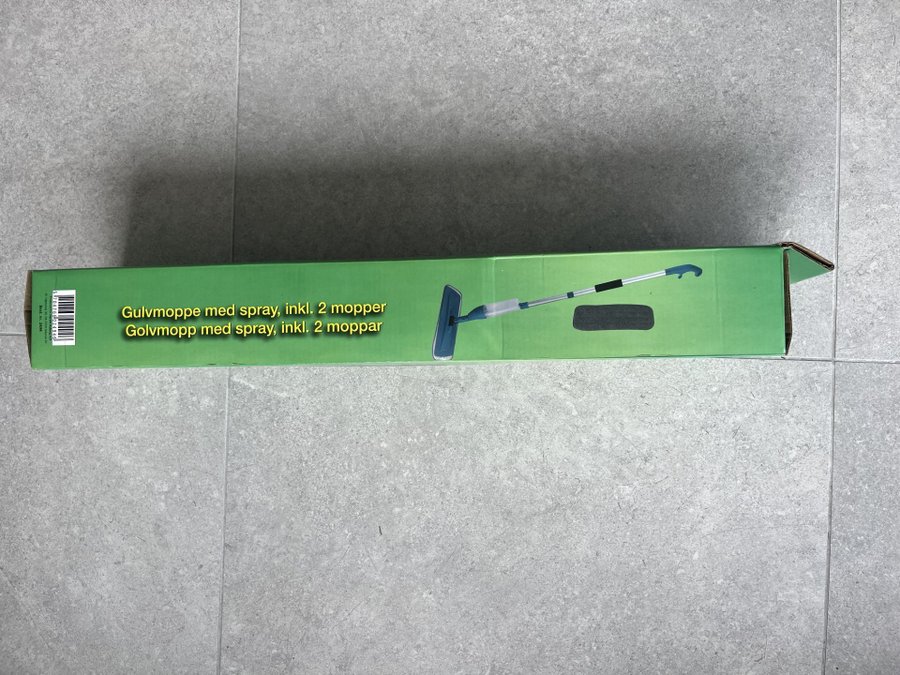 Gulvmoppe med spray, inkl. 2 mopper
Golvmopp med spray, inkl. 2 moppar